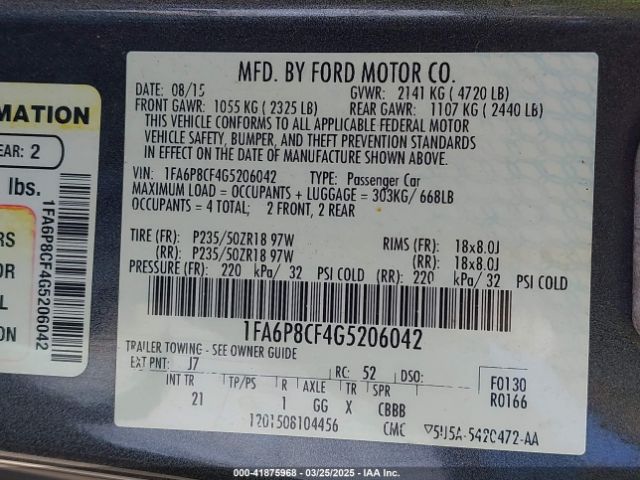 RMATION
EAR: 2
lbs.
RS
OR
L
ON
1FA6P8CF4G5206042
MFD. BY FORD MOTOR CO.
DATE: 08/15 GVWR: 2141 KG ( 4720 LB)
FRONT GAWR: 1055 KG ( 2325 LB) REAR GAWR: 1107 KG ( 2440 LB)
THIS VEHICLE CONFORMS TO ALL APPLICABLE FEDERAL MOTOR
VEHICLE SAFETY, BUMPER, AND THEFT PREVENTION STANDARDS
IN EFFECT ON THE DATE OF MANUFACTURE SHOWN ABOVE.
VIN: 1FA6P8CF4G5206042 TYPE: Passenger Car
MAXIMUM LOAD = OCCUPANTS + LUGGAGE = 303KG/ 668LB
OCCUPANTS = 4 TOTAL; 2 FRONT, 2 REAR
TIRE (FR): P235/50ZR18 97W RIMS (FR): 18x8.0J
(RR): P235/50ZR18 97W (RR): 18x8.0J
PRESSURE (FR): 220 kPa/ 32 PSI COLD (RR): 220 kPa/ 32 PSI COLD
1FA6P8CF4G5206042
TRAILER TOWING - SEE OWNER GUIDE
EXT PNT: J7 RC: 52 DSO: F0130
INT TR TP/PS R AXLE TR SPR R0166
21 1 GG X CBBB
1201508104456 CMC 5U5A-5420472-AA
000-41875968 - 03/25/2025 - IAA, Inc.